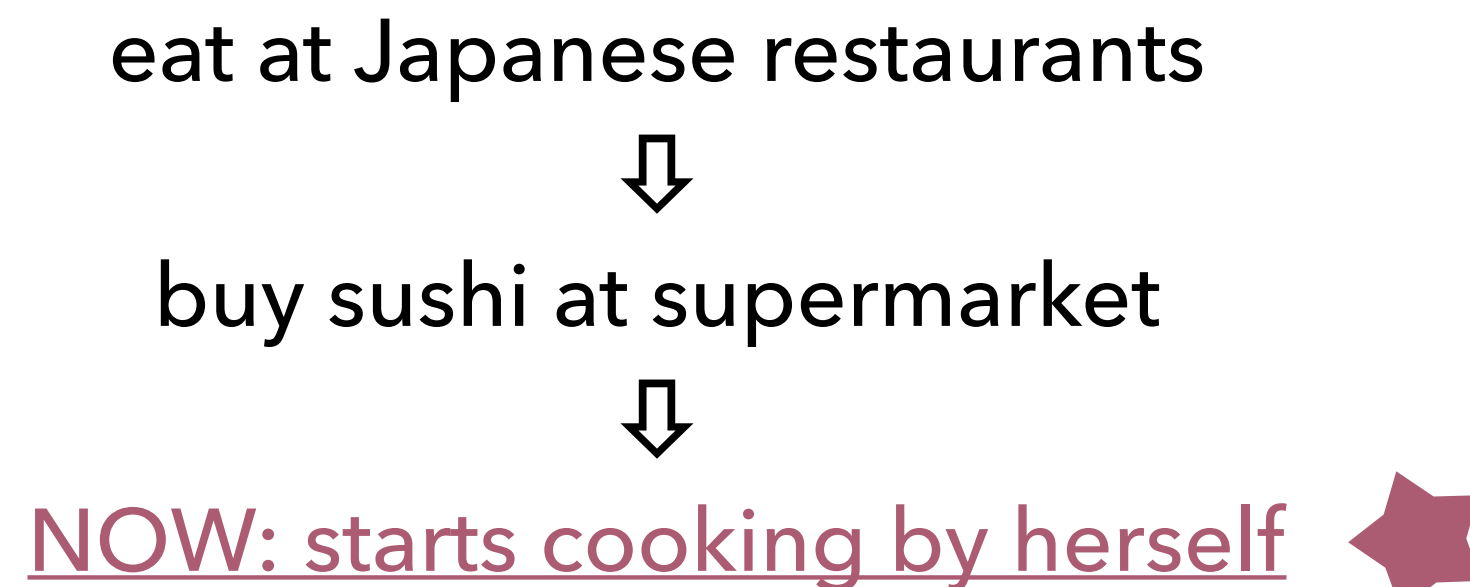 eat at Japanese restaurants
buy sushi at supermarket
NOW: starts cooking by herself